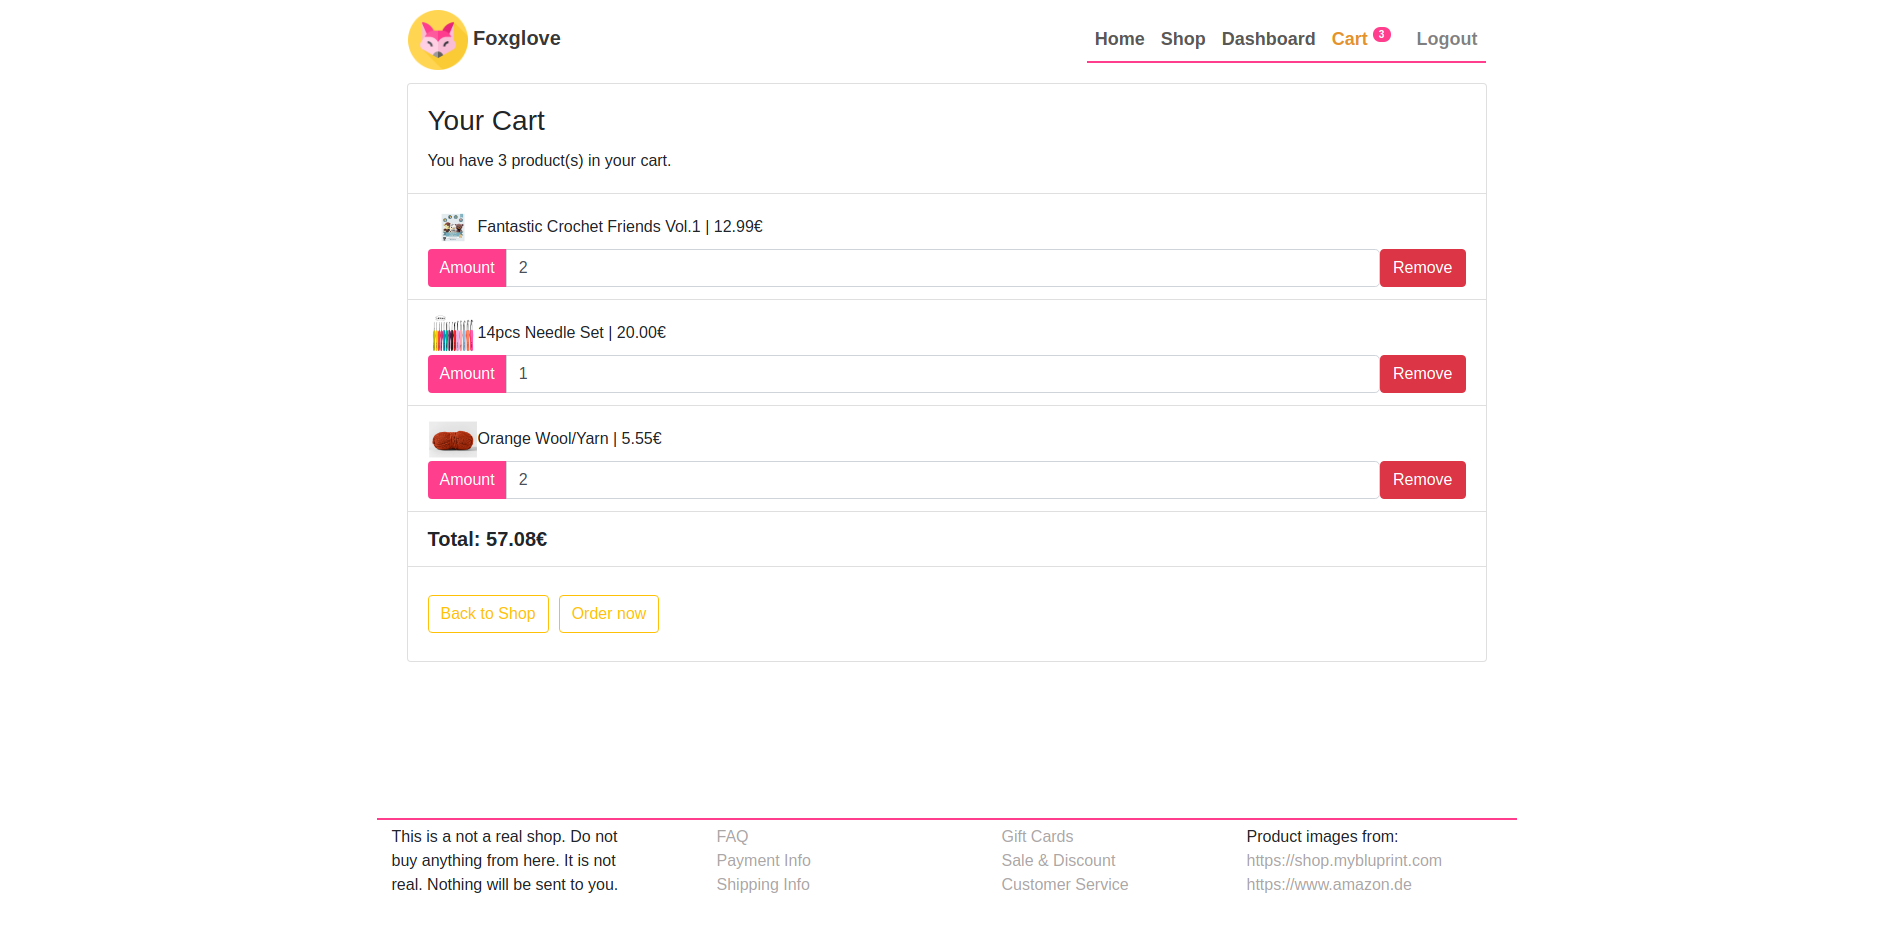 Foxglove
Home Shop Dashboard Cart 3 Logout
Your Cart
You have 3 product(s) in your cart.
Fantastic Crochet Friends Vol.1 | 12.99€
Amount 2 Remove
14pcs Needle Set | 20.00€
Amount 1 Remove
Orange Wool/Yarn | 5.55€
Amount 2 Remove
Total: 57.08€
Back to Shop Order now
This is a not a real shop. Do not
buy anything from here. It is not
real. Nothing will be sent to you.
FAQ
Payment Info
Shipping Info
Gift Cards
Sale & Discount
Customer Service
Product images from:
https://shop.mybluprint.com
https://www.amazon.de